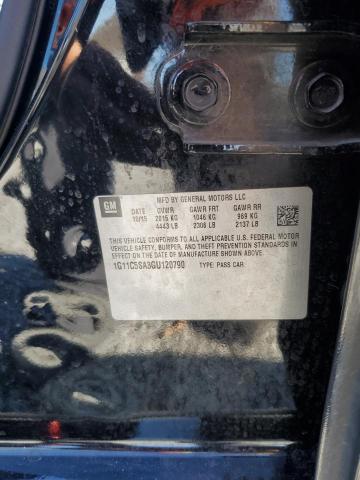 GM
MFD BY GENERAL MOTORS LLC
DATE GVWR GAWR FRT GAWR RR
10/15 2015 KG 1046 KG 969 KG
4443 LB 2306 LB 2137 LB
THIS VEHICLE CONFORMS TO ALL APPLICABLE U.S. FEDERAL MOTOR
VEHICLE SAFETY, BUMPER, AND THEFT PREVENTION STANDARDS IN
EFFECT ON THE DATE OF MANUFACTURE SHOWN ABOVE.
1G11C5SA3GU120790 TYPE: PASS CAR